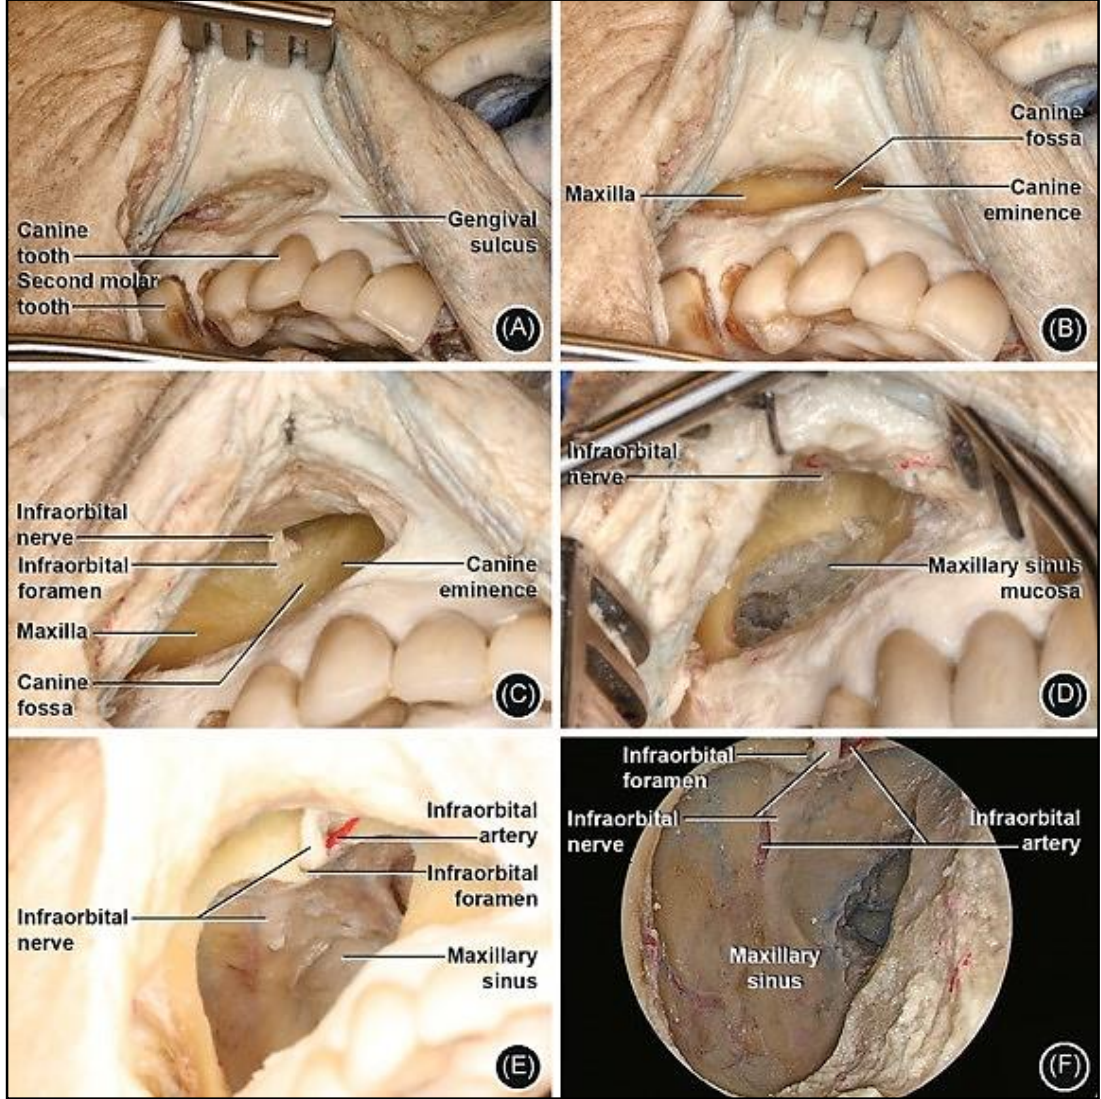 Canine
tooth
Second molar
tooth
Gengival
sulcus
(A)
Canine
fossa
Maxilla
Canine
eminence
(B)
Infraorbital
nerve
Infraorbital
foramen
Maxilla
Canine
fossa
Canine
eminence
(C)
Infraorbital
nerve
Maxillary sinus
mucosa
(D)
Infraorbital
artery
Infraorbital
foramen
Infraorbital
nerve
Maxillary
sinus
(E)
Infraorbital
foramen
Infraorbital
nerve
Infraorbital
artery
Maxillary
sinus
(F)